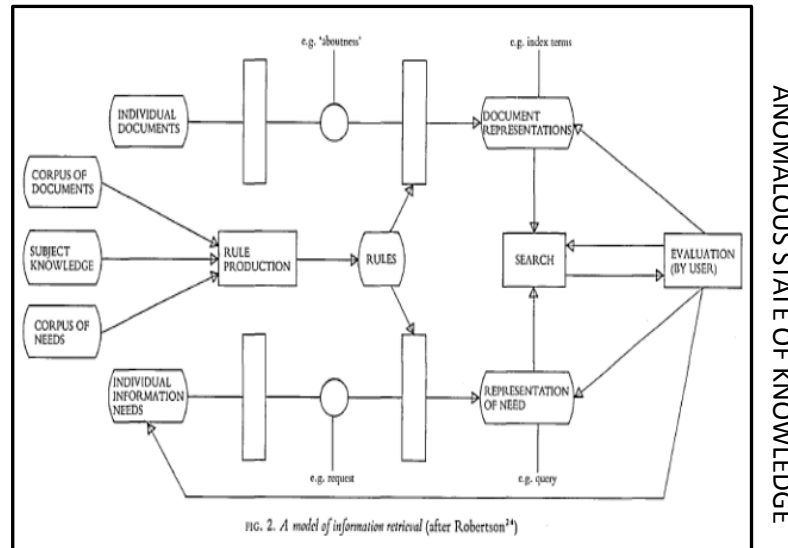 e.g. 'aboutness'
e.g. index terms
INDIVIDUAL
DOCUMENTS
DOCUMENT
REPRESENTATIONS
CORPUS OF
DOCUMENTS
SUBJECT
KNOWLEDGE
RULE
PRODUCTION
RULES
SEARCH
EVALUATION
(BY USER)
CORPUS OF
NEEDS
INDIVIDUAL
INFORMATION
NEEDS
REPRESENTATION
OF NEED
e.g. request
e.g. query
FIG. 2. A model of information retrieval (after Robertson³⁴)
ANOMALOUS STATE OF KNOWLEDGE